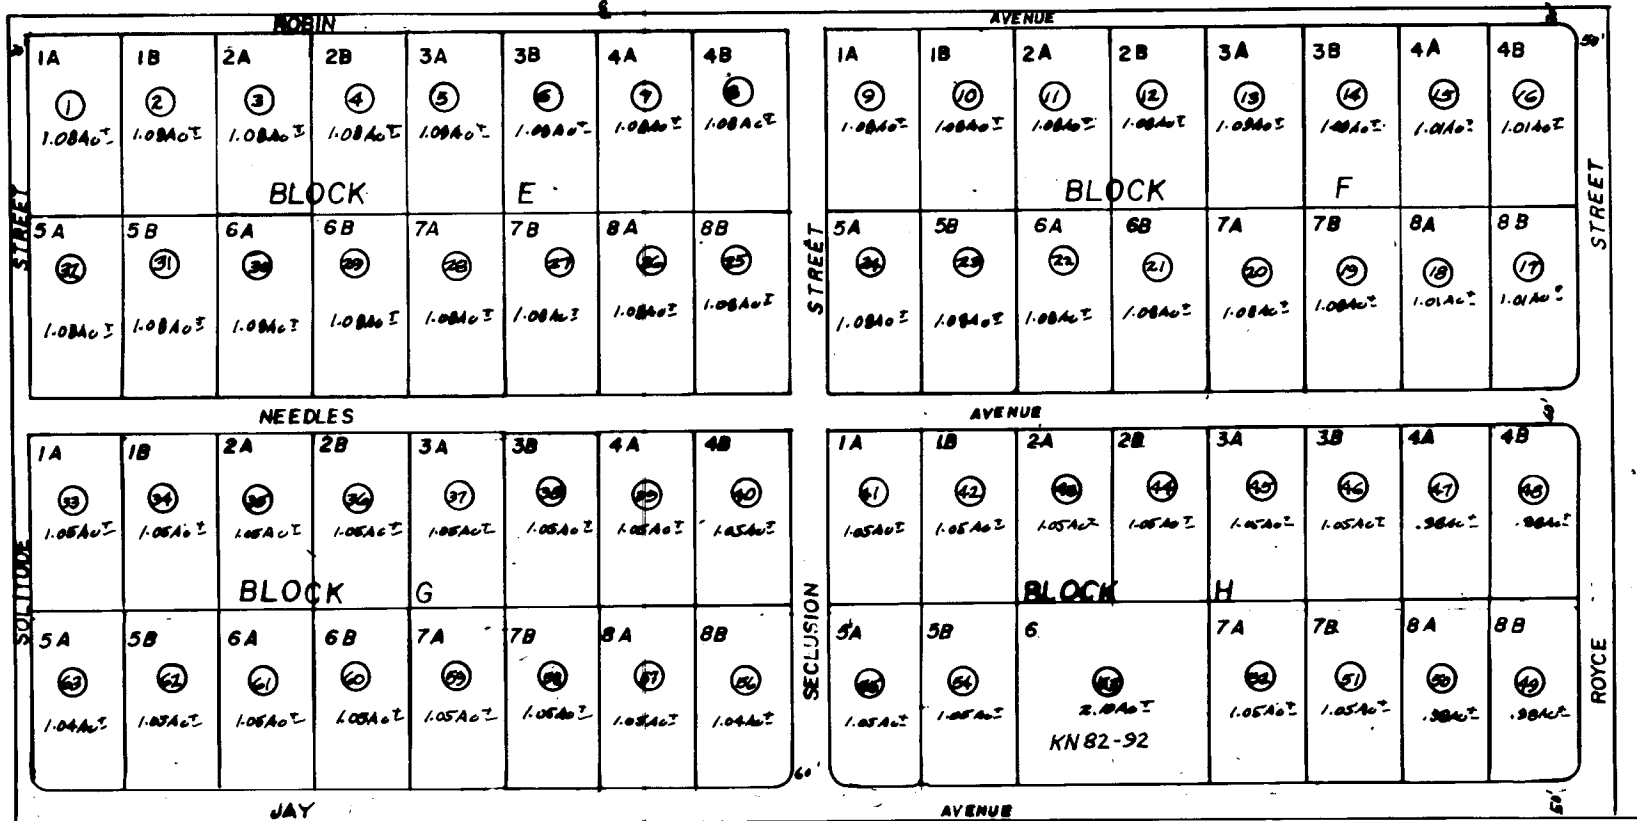 ROBIN AVENUE
1A 1B 2A 2B 3A 3B 4A 4B
1 2 3 4 5 6 7 8
1.08Ac± 1.08Ac± 1.08Ac± 1.08Ac± 1.08Ac± 1.08Ac± 1.08Ac± 1.08Ac±
BLOCK E
5A 5B 6A 6B 7A 7B 8A 8B
32 31 30 29 28 27 26 25
1.08Ac± 1.08Ac± 1.08Ac± 1.08Ac± 1.08Ac± 1.08Ac± 1.08Ac± 1.08Ac±
1A 1B 2A 2B 3A 3B 4A 4B
9 10 11 12 13 14 15 16
1.08Ac± 1.08Ac± 1.08Ac± 1.08Ac± 1.08Ac± 1.08Ac± 1.01Ac± 1.01Ac±
BLOCK F
5A 5B 6A 6B 7A 7B 8A 8B
24 23 22 21 20 19 18 17
1.08Ac± 1.08Ac± 1.08Ac± 1.08Ac± 1.08Ac± 1.08Ac± 1.01Ac± 1.01Ac±
50'
NEEDLES AVENUE
60'
1A 1B 2A 2B 3A 3B 4A 4B
33 34 35 36 37 38 39 40
1.05Ac± 1.05Ac± 1.05Ac± 1.05Ac± 1.05Ac± 1.05Ac± 1.05Ac± 1.05Ac±
BLOCK G
5A 5B 6A 6B 7A 7B 8A 8B
63 62 61 60 59 58 57 56
1.04Ac± 1.05Ac± 1.05Ac± 1.05Ac± 1.05Ac± 1.05Ac± 1.05Ac± 1.04Ac±
1A 1B 2A 2B 3A 3B 4A 4B
41 42 43 44 45 46 47 48
1.05Ac± 1.05Ac± 1.05Ac± 1.05Ac± 1.05Ac± 1.05Ac± .98Ac± .98Ac±
BLOCK H
5A 5B 6 7A 7B 8A 8B
55 54 53 52 51 50 49
1.05Ac± 1.05Ac± 2.10Ac± 1.05Ac± 1.05Ac± .98Ac± .98Ac±
KN 82-92
60'
50'
JAY AVENUE
SOLITUDE STREET
SECLUSION STREET
ROYCE STREET